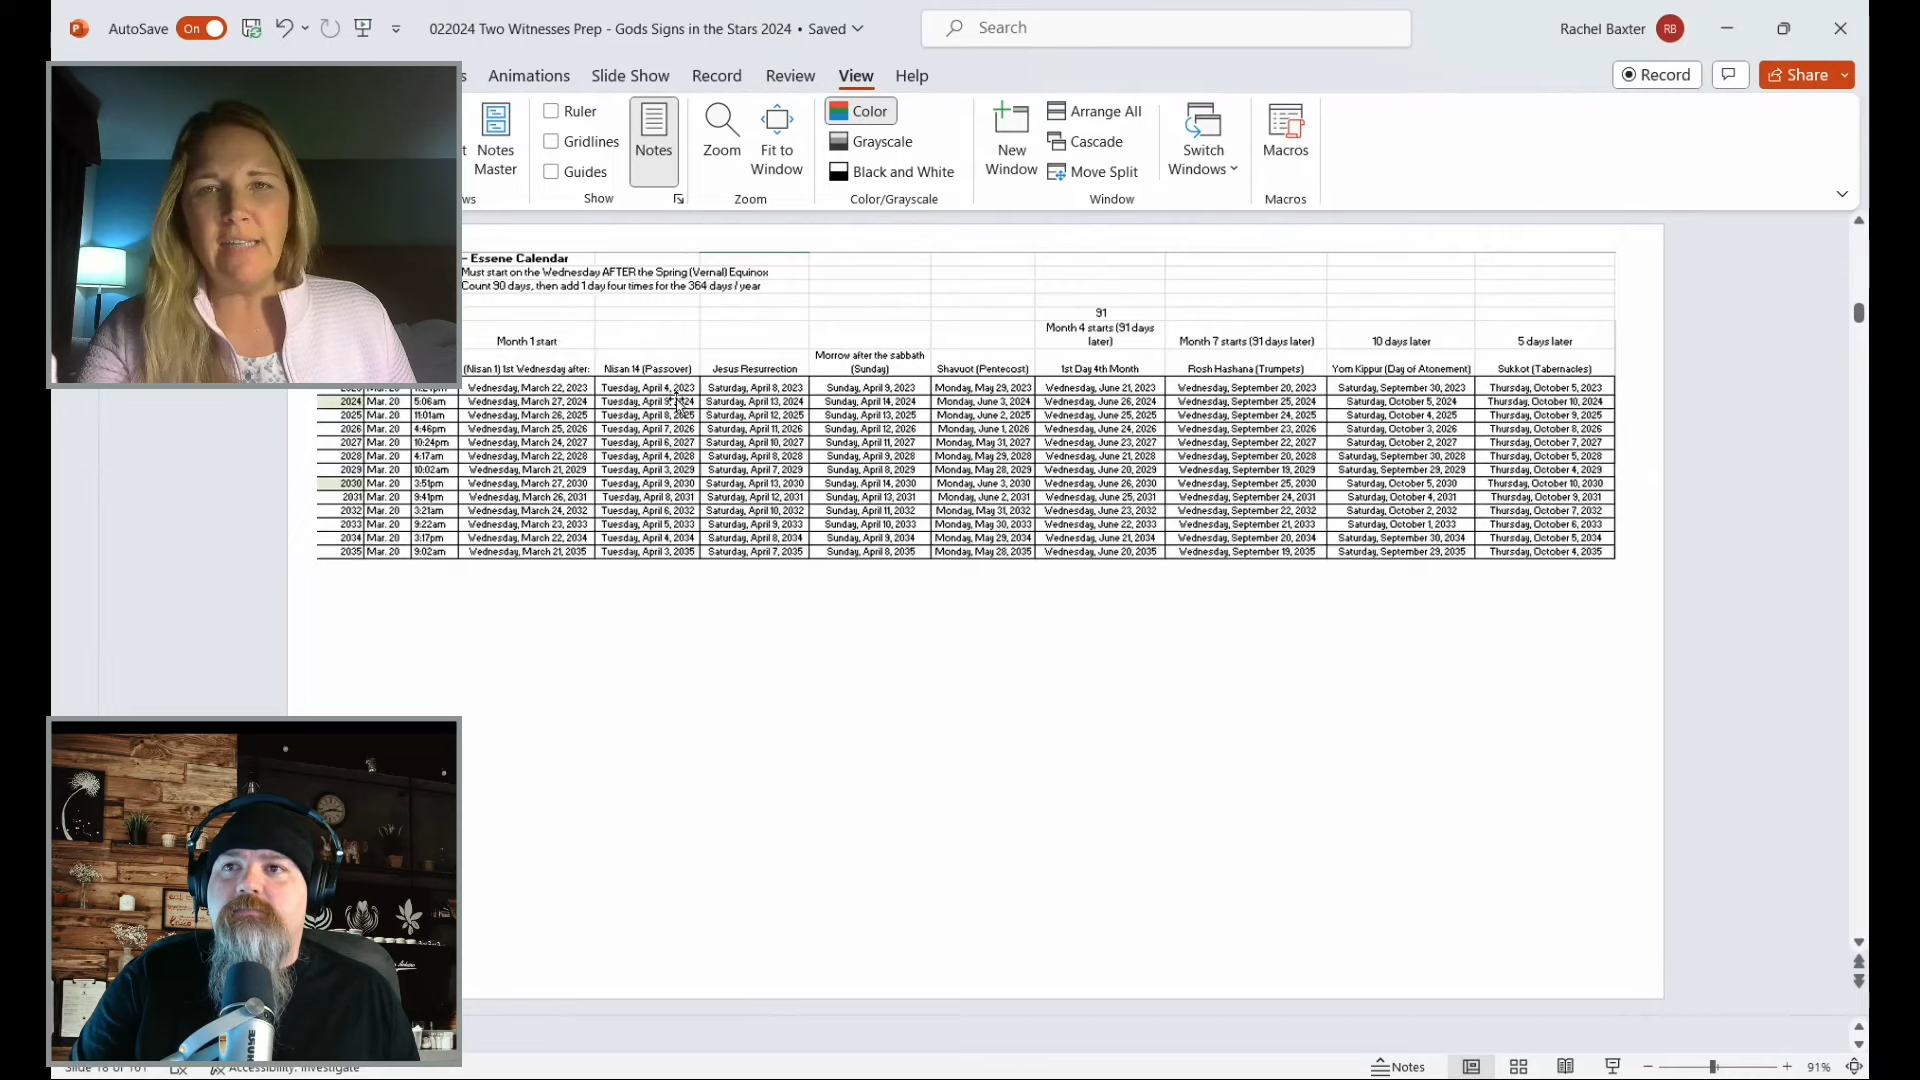 AutoSave On 022024 Two Witnesses Prep - Gods Signs in the Stars 2024 • Saved Search Rachel Baxter RB
Animations Slide Show Record Review View Help Record Share
Notes Master
Ruler
Gridlines
Guides
Notes
Show
Zoom
Fit to Window
Zoom
Color
Grayscale
Black and White
Color/Grayscale
New Window
Arrange All
Cascade
Move Split
Switch Windows
Window
Macros
Macros
- Essene Calendar
Must start on the Wednesday AFTER the Spring (Vernal) Equinox
Count 90 days, then add 1 day four times for the 364 days / year
91
Month 1 start Month 4 starts (91 days later) Month 7 starts (91 days later) 10 days later 5 days later
(Nisan 1) 1st Wednesday after: Nisan 14 (Passover) Jesus Resurrection Morrow after the sabbath (Sunday) Shavuot (Pentecost) 1st Day 4th Month Rosh Hashana (Trumpets) Yom Kippur (Day of Atonement) Sukkot (Tabernacles)
Wednesday, March 22, 2023 Tuesday, April 4, 2023 Saturday, April 8, 2023 Sunday, April 9, 2023 Monday, May 29, 2023 Wednesday, June 21, 2023 Wednesday, September 20, 2023 Saturday, September 30, 2023 Thursday, October 5, 2023
2024 Mar. 20 5:06am Wednesday, March 27, 2024 Tuesday, April 9, 2024 Saturday, April 13, 2024 Sunday, April 14, 2024 Monday, June 3, 2024 Wednesday, June 26, 2024 Wednesday, September 25, 2024 Saturday, October 5, 2024 Thursday, October 10, 2024
2025 Mar. 20 11:01am Wednesday, March 26, 2025 Tuesday, April 8, 2025 Saturday, April 12, 2025 Sunday, April 13, 2025 Monday, June 2, 2025 Wednesday, June 25, 2025 Wednesday, September 24, 2025 Saturday, October 4, 2025 Thursday, October 9, 2025
2026 Mar. 20 4:46pm Wednesday, March 25, 2026 Tuesday, April 7, 2026 Saturday, April 11, 2026 Sunday, April 12, 2026 Monday, June 1, 2026 Wednesday, June 24, 2026 Wednesday, September 23, 2026 Saturday, October 3, 2026 Thursday, October 8, 2026
2027 Mar. 20 10:24pm Wednesday, March 24, 2027 Tuesday, April 6, 2027 Saturday, April 10, 2027 Sunday, April 11, 2027 Monday, May 31, 2027 Wednesday, June 23, 2027 Wednesday, September 22, 2027 Saturday, October 2, 2027 Thursday, October 7, 2027
2028 Mar. 20 4:17am Wednesday, March 22, 2028 Tuesday, April 4, 2028 Saturday, April 8, 2028 Sunday, April 9, 2028 Monday, May 29, 2028 Wednesday, June 21, 2028 Wednesday, September 20, 2028 Saturday, September 30, 2028 Thursday, October 5, 2028
2029 Mar. 20 10:02am Wednesday, March 21, 2029 Tuesday, April 3, 2029 Saturday, April 7, 2029 Sunday, April 8, 2029 Monday, May 28, 2029 Wednesday, June 20, 2029 Wednesday, September 19, 2029 Saturday, September 29, 2029 Thursday, October 4, 2029
2030 Mar. 20 3:51pm Wednesday, March 27, 2030 Tuesday, April 9, 2030 Saturday, April 13, 2030 Sunday, April 14, 2030 Monday, June 3, 2030 Wednesday, June 26, 2030 Wednesday, September 25, 2030 Saturday, October 5, 2030 Thursday, October 10, 2030
2031 Mar. 20 9:41pm Wednesday, March 26, 2031 Tuesday, April 8, 2031 Saturday, April 12, 2031 Sunday, April 13, 2031 Monday, June 2, 2031 Wednesday, June 25, 2031 Wednesday, September 24, 2031 Saturday, October 4, 2031 Thursday, October 9, 2031
2032 Mar. 20 3:21am Wednesday, March 24, 2032 Tuesday, April 6, 2032 Saturday, April 10, 2032 Sunday, April 11, 2032 Monday, May 31, 2032 Wednesday, June 23, 2032 Wednesday, September 22, 2032 Saturday, October 2, 2032 Thursday, October 7, 2032
2033 Mar. 20 9:22am Wednesday, March 23, 2033 Tuesday, April 5, 2033 Saturday, April 9, 2033 Sunday, April 10, 2033 Monday, May 30, 2033 Wednesday, June 22, 2033 Wednesday, September 21, 2033 Saturday, October 1, 2033 Thursday, October 6, 2033
2034 Mar. 20 3:17pm Wednesday, March 22, 2034 Tuesday, April 4, 2034 Saturday, April 8, 2034 Sunday, April 9, 2034 Monday, May 29, 2034 Wednesday, June 21, 2034 Wednesday, September 20, 2034 Saturday, September 30, 2034 Thursday, October 5, 2034
2035 Mar. 20 9:02am Wednesday, March 21, 2035 Tuesday, April 3, 2035 Saturday, April 7, 2035 Sunday, April 8, 2035 Monday, May 28, 2035 Wednesday, June 20, 2035 Wednesday, September 19, 2035 Saturday, September 29, 2035 Thursday, October 4, 2035
Slide 18 of 161 Accessibility: Investigate Notes 91%